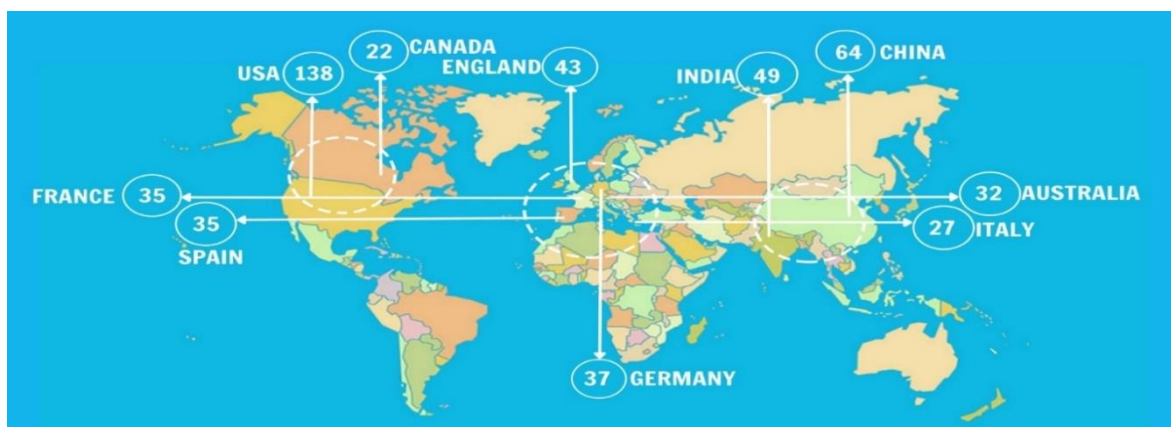 22 CANADA
ENGLAND 43
USA 138
INDIA 49
64 CHINA
FRANCE 35
32 AUSTRALIA
35
SPAIN
27 ITALY
37 GERMANY